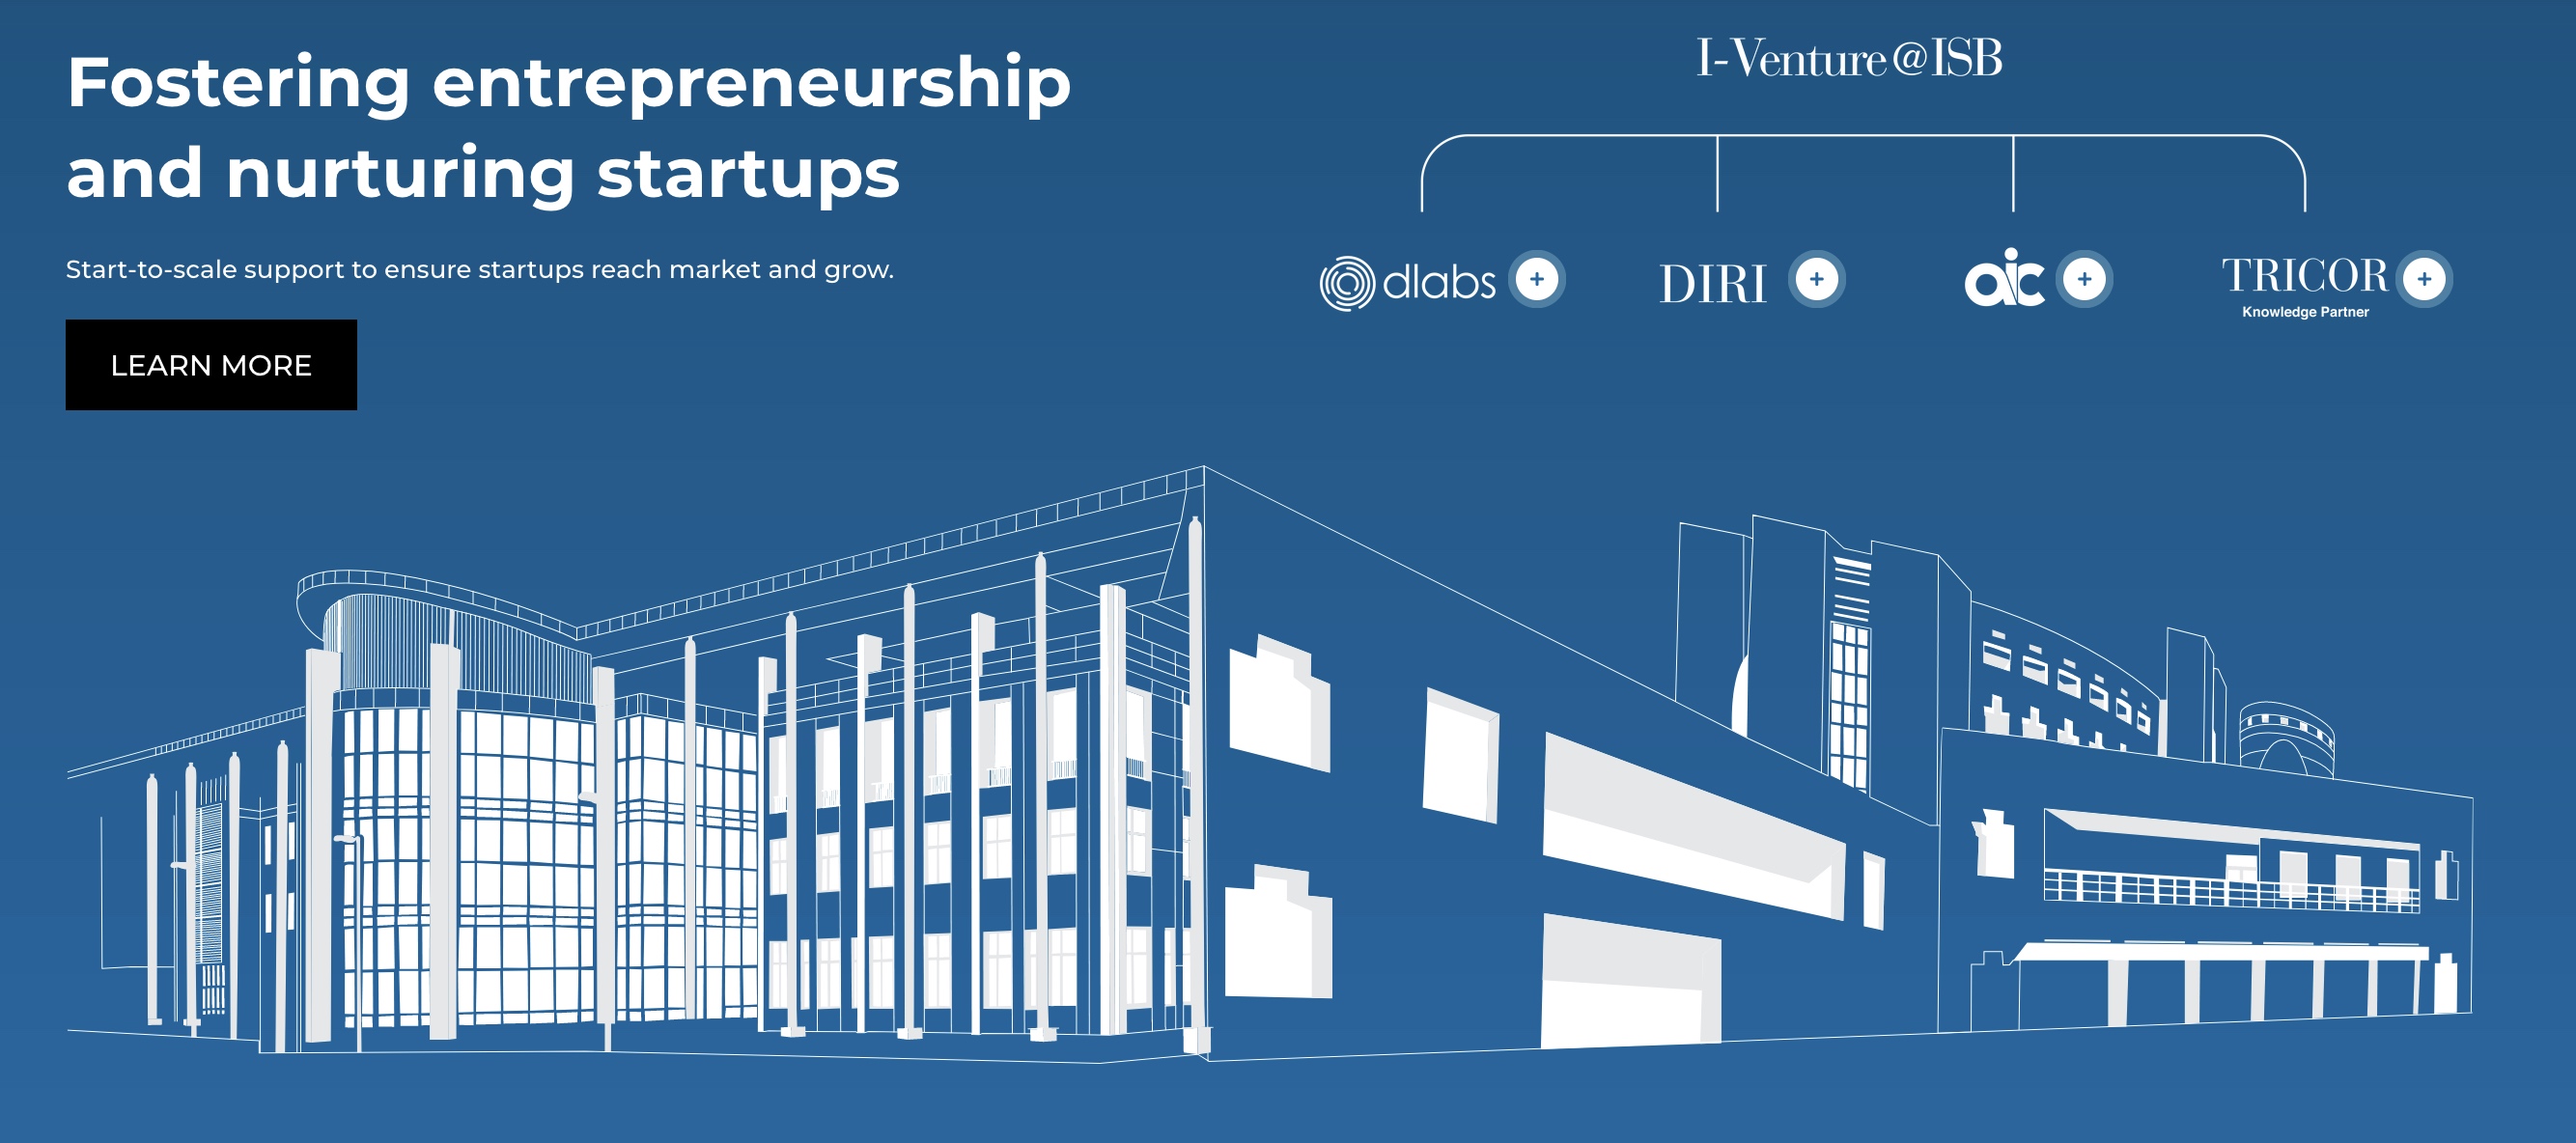 Fostering entrepreneurship
and nurturing startups
Start-to-scale support to ensure startups reach market and grow.
LEARN MORE
I-Venture@ISB
dlabs +
DIRI +
aic +
TRICOR +
Knowledge Partner